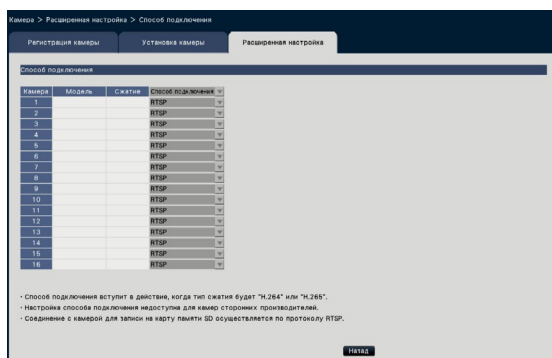 Камера > Расширенная настройка > Способ подключения
Регистрация камеры Установка камеры Расширенная настройка
Способ подключения
Камера Модель Сжатие Способ подключения
1 RTSP
2 RTSP
3 RTSP
4 RTSP
5 RTSP
6 RTSP
7 RTSP
8 RTSP
9 RTSP
10 RTSP
11 RTSP
12 RTSP
13 RTSP
14 RTSP
15 RTSP
16 RTSP
· Способ подключения вступит в действие, когда тип сжатия будет "H.264" или "H.265".
· Настройка способа подключения недоступна для камер сторонних производителей.
· Соединение с камерой для записи на карту памяти SD осуществляется по протоколу RTSP.
Назад